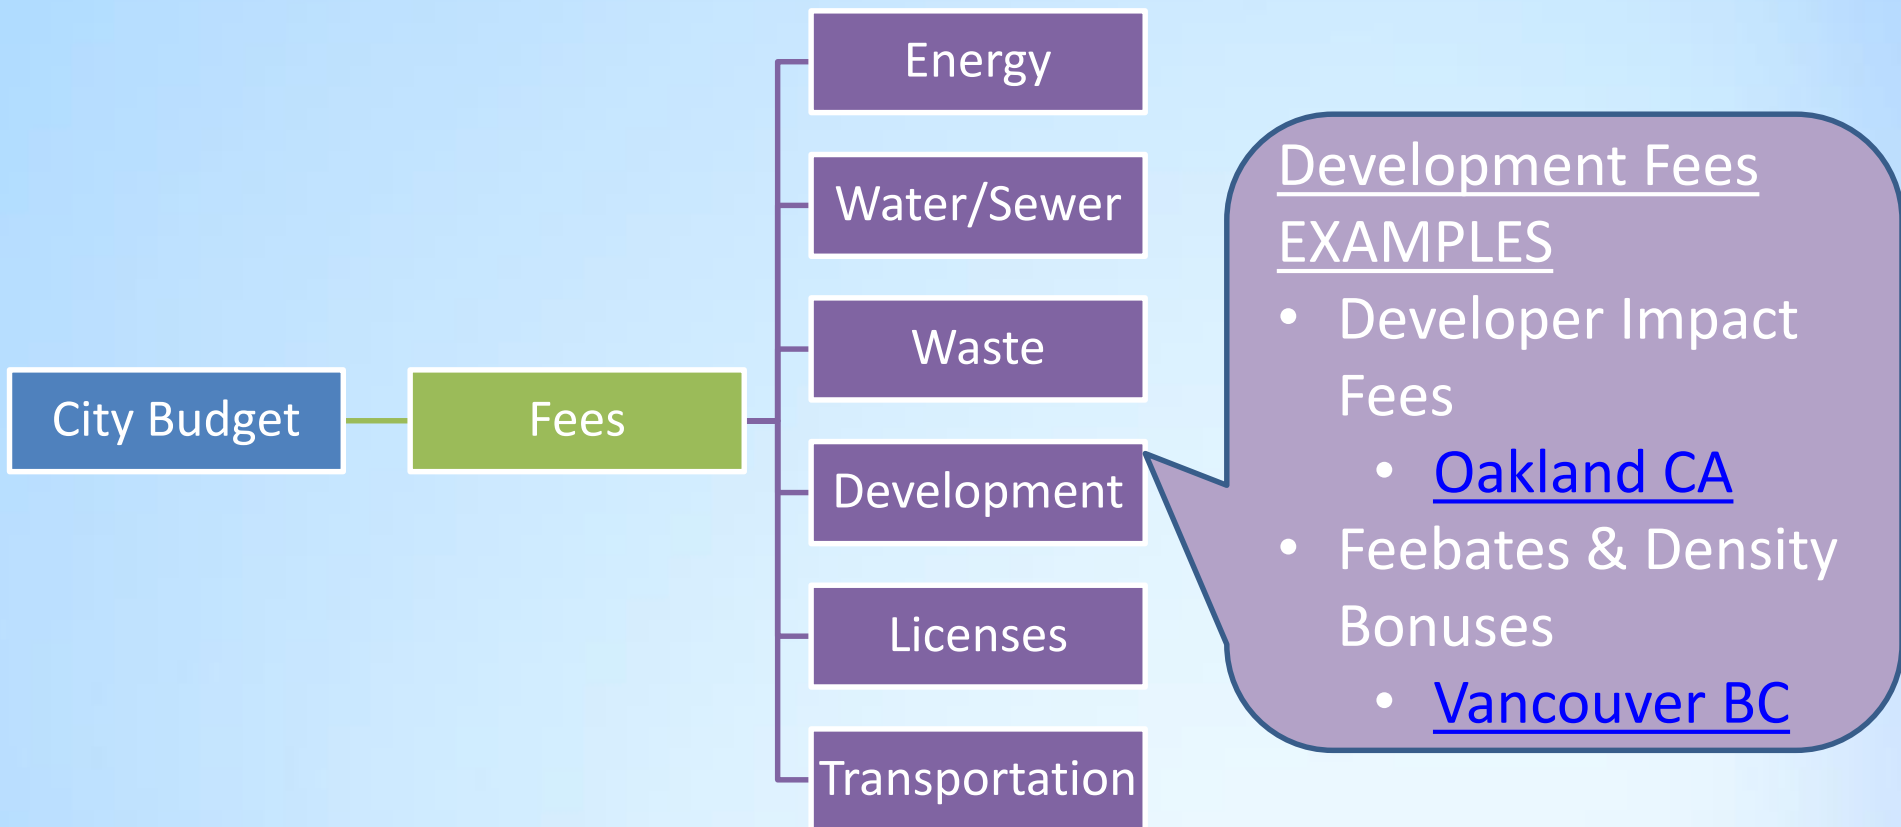 City Budget
Fees
Energy
Water/Sewer
Waste
Development
Licenses
Transportation
Development Fees
EXAMPLES
• Developer Impact
Fees
• Oakland CA
• Feebates & Density
Bonuses
• Vancouver BC